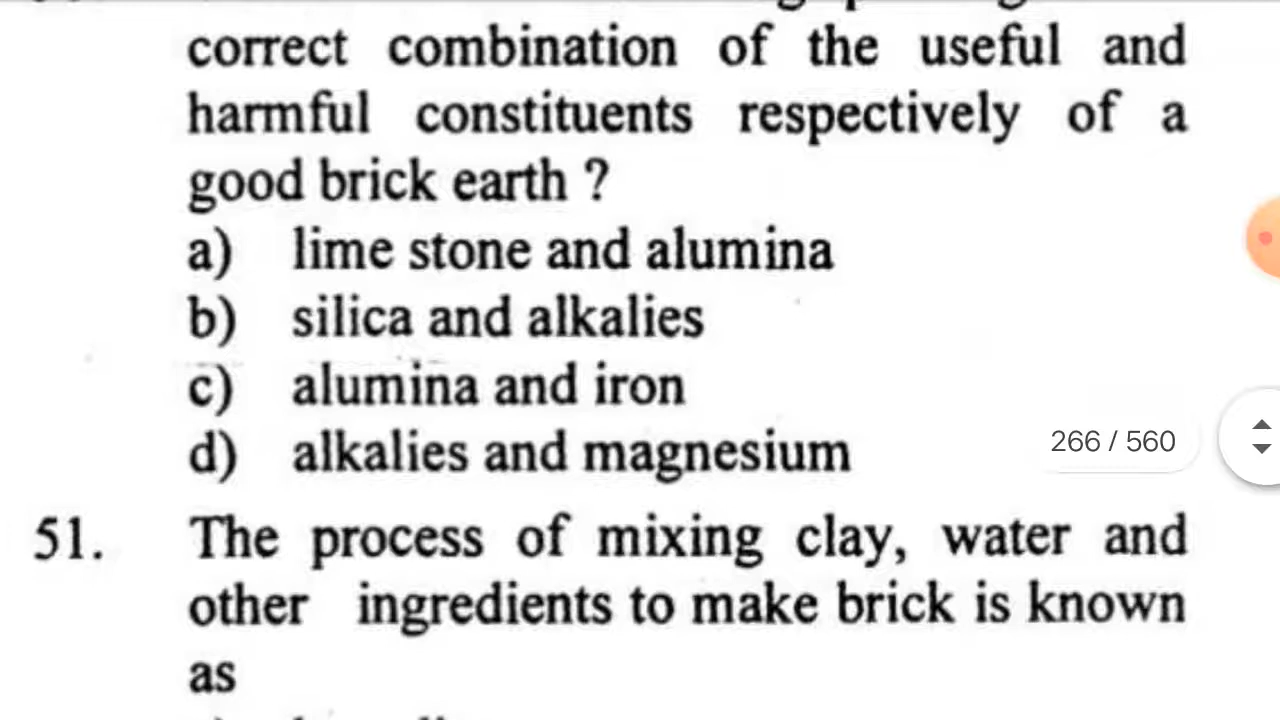 correct combination of the useful and
harmful constituents respectively of a
good brick earth ?
a) lime stone and alumina
b) silica and alkalies
c) alumina and iron
d) alkalies and magnesium
266 / 560
51. The process of mixing clay, water and
other ingredients to make brick is known
as